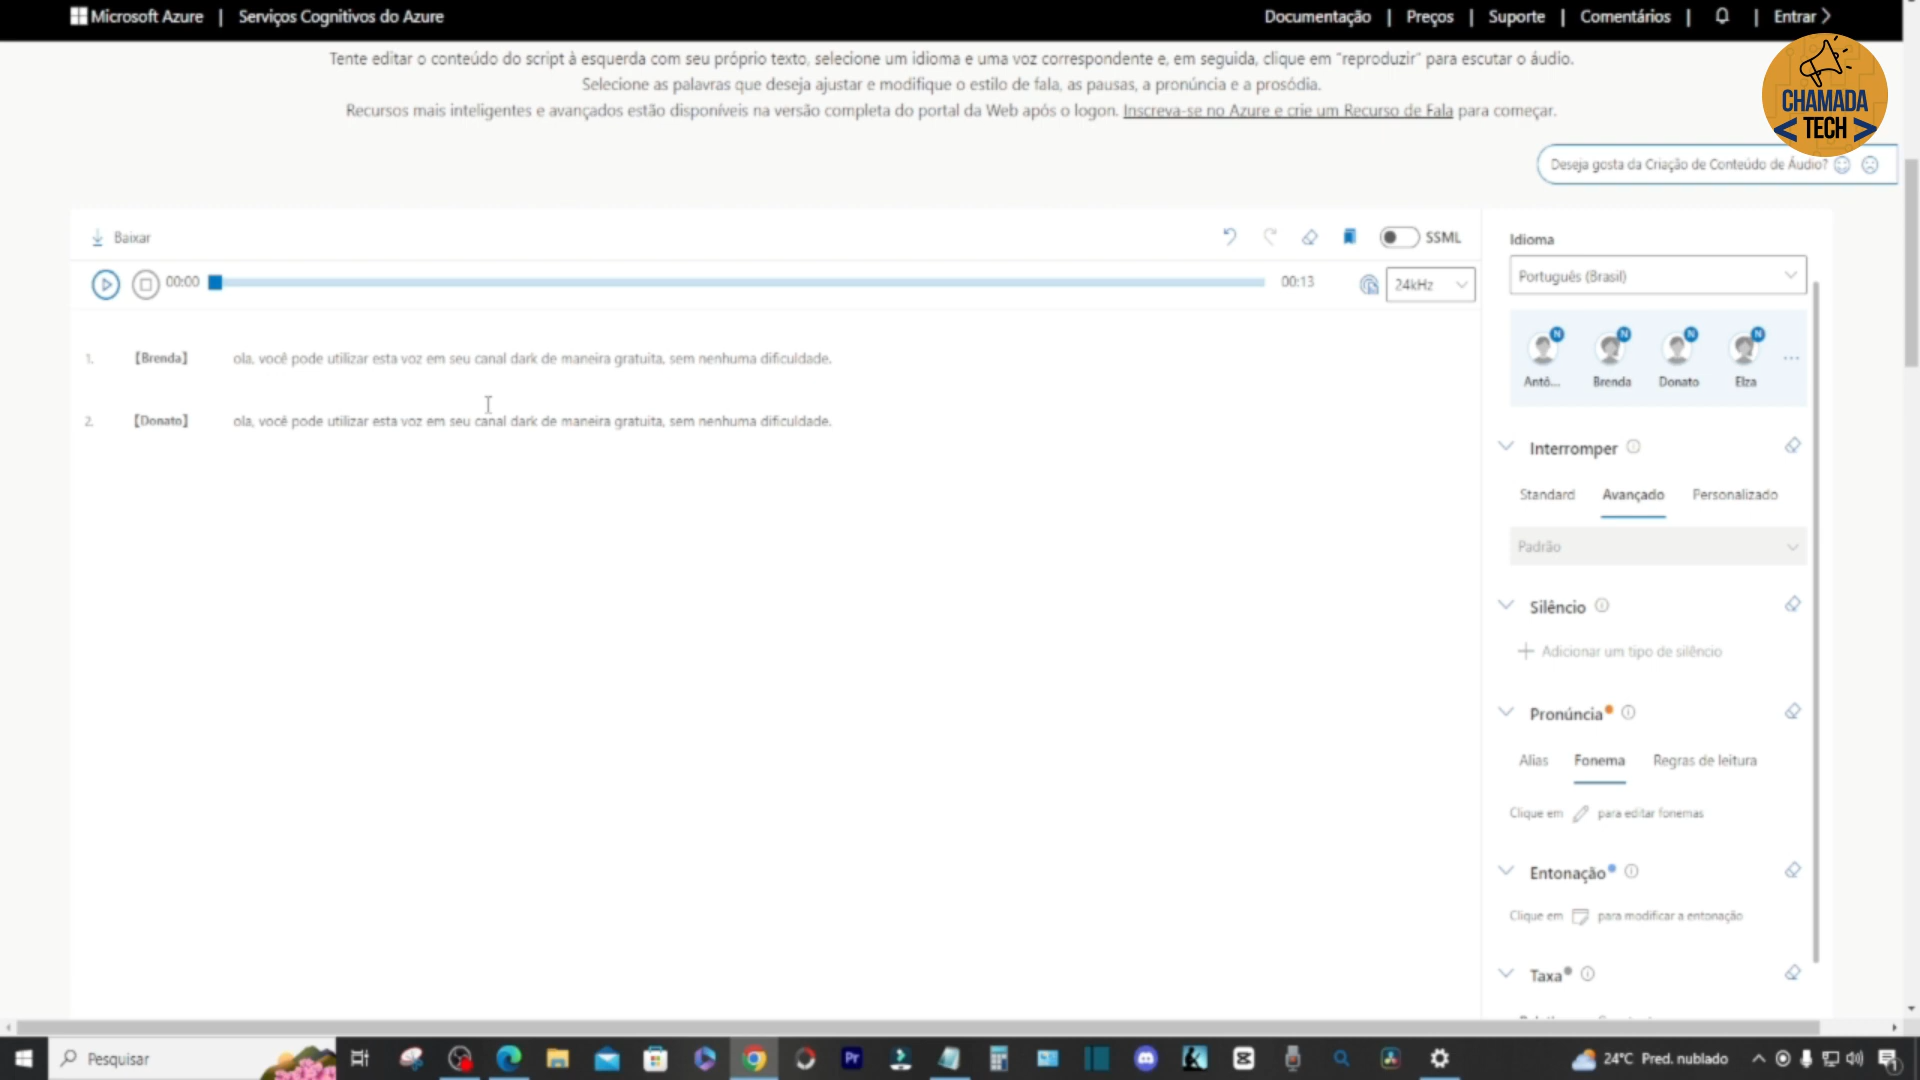 Microsoft Azure | Serviços Cognitivos do Azure
Documentação | Preços | Suporte | Comentários | | Entrar
Tente editar o conteúdo do script à esquerda com seu próprio texto, selecione um idioma e uma voz correspondente e, em seguida, clique em "reproduzir" para escutar o áudio.
Selecione as palavras que deseja ajustar e modifique o estilo de fala, as pausas, a pronúncia e a prosódia.
Recursos mais inteligentes e avançados estão disponíveis na versão completa do portal da Web após o logon. Inscreva-se no Azure e crie um Recurso de Fala para começar.
CHAMADA
< TECH >
Deseja gosta da Criação de Conteúdo de Áudio?
Baixar
SSML
00:00
00:13
24kHz
1. [Brenda] ola, você pode utilizar esta voz em seu canal dark de maneira gratuita, sem nenhuma dificuldade.
2. [Donato] ola, você pode utilizar esta voz em seu canal dark de maneira gratuita, sem nenhuma dificuldade.
Idioma
Português (Brasil)
N N N N
Antô... Brenda Donato Elza ...
Interromper
Standard Avançado Personalizado
Padrão
Silêncio
Adicionar um tipo de silêncio
Pronúncia
Alias Fonema Regras de leitura
Clique em para editar fonemas
Entonação
Clique em para modificar a entonação
Taxa
Pesquisar
Pr
24°C Pred. nublado
1